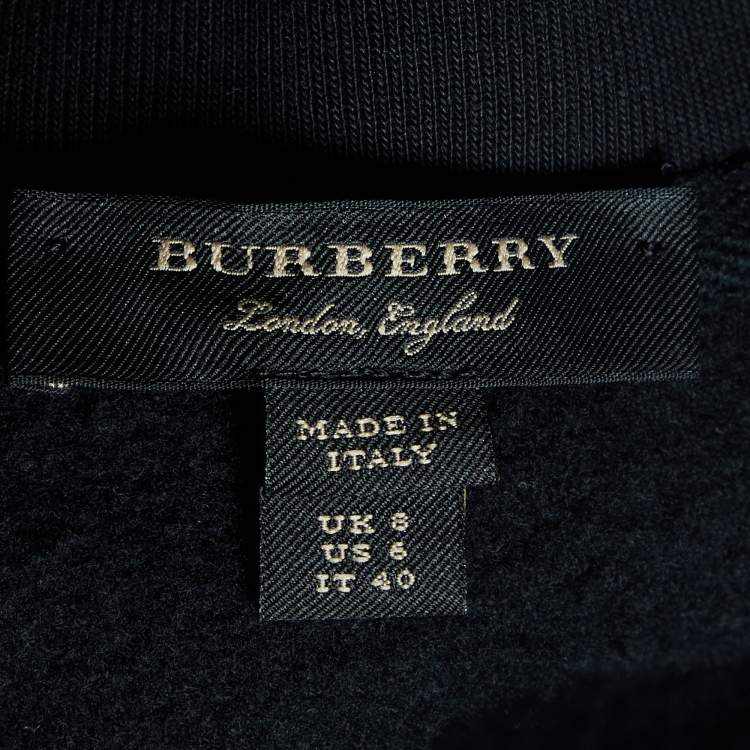 BURBERRY
London, England
MADE IN
ITALY
UK 8
US 6
IT 40